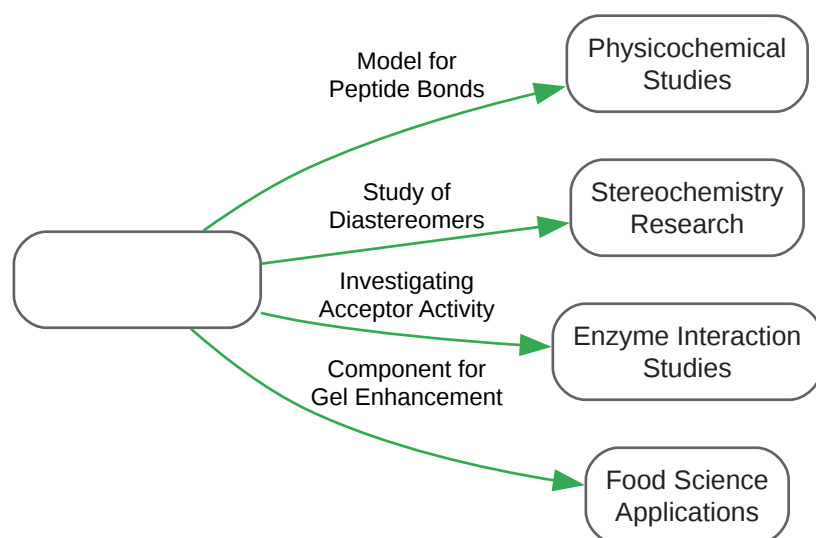 Model for
Peptide Bonds
Physicochemical
Studies
Study of
Diastereomers
Stereochemistry
Research
Investigating
Acceptor Activity
Enzyme Interaction
Studies
Component for
Gel Enhancement
Food Science
Applications